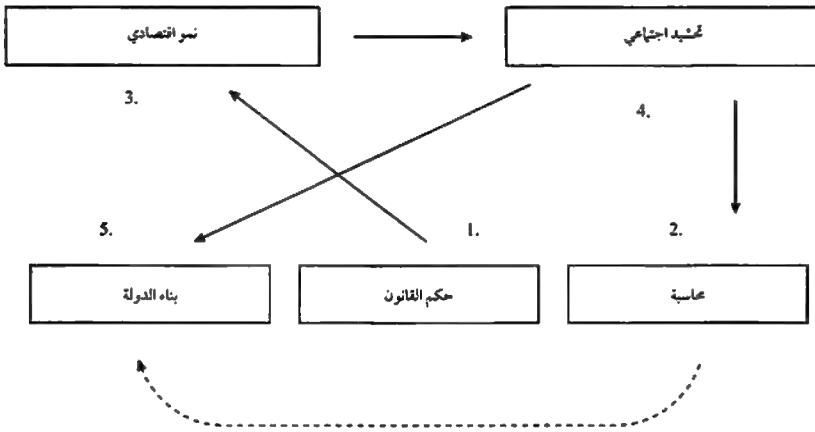 تحشيد اجتماعي
نمو اقتصادي
4.
3.
2.
1.
5.
محاسبة
حكم القانون
بناء الدولة